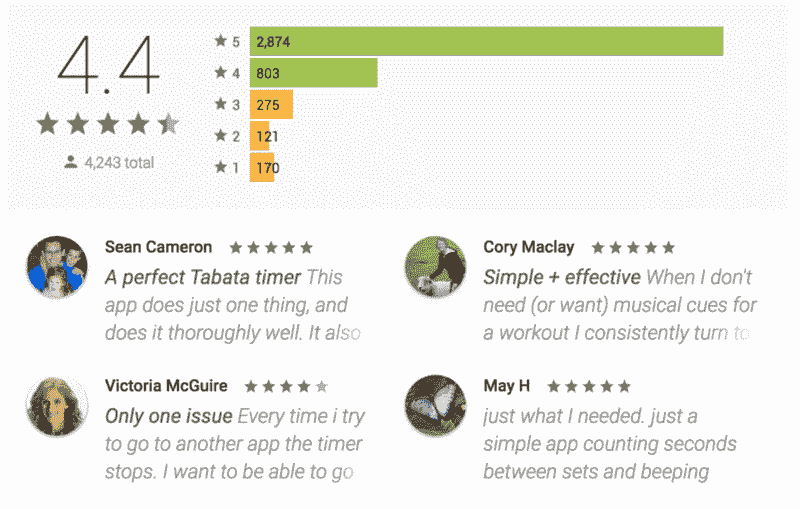 4.4
4,243 total
5 2,874
4 803
3 275
2 121
1 170
Sean Cameron
A perfect Tabata timer This
app does just one thing, and
does it thoroughly well. It also
Cory Maclay
Simple + effective When I don't
need (or want) musical cues for
a workout I consistently turn to
Victoria McGuire
Only one issue Every time i try
to go to another app the timer
stops. I want to be able to go
May H
just what I needed. just a
simple app counting seconds
between sets and beeping